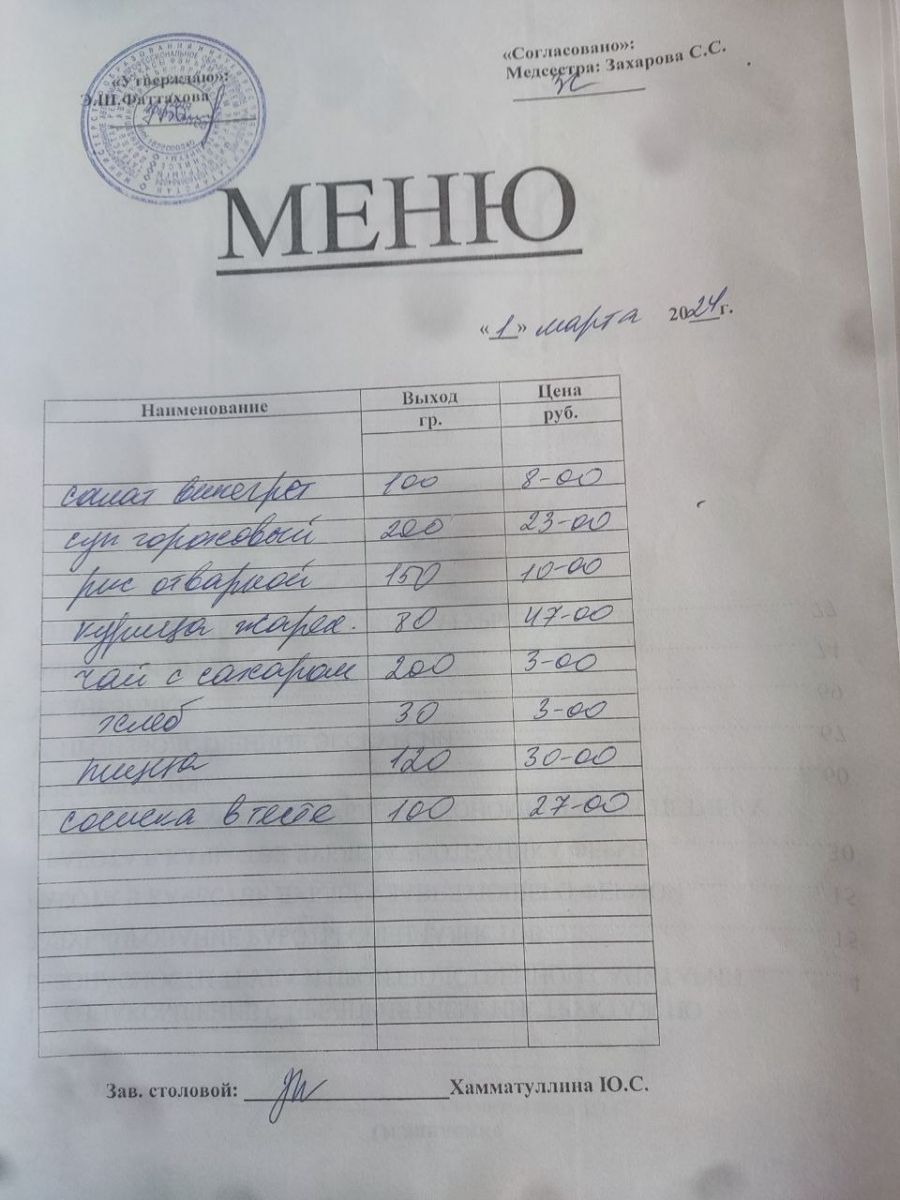 «Согласовано»:
Медсестра: Захарова С.С.
«Утверждаю»:
Э.Ш.Фаттахова
МЕНЮ
«1» марта 2024г.
Наименование Выход гр. Цена руб.
салат винегрет 100 8-00
суп гороховый 200 23-00
рис отварной 150 10-00
курица жарен. 80 47-00
чай с сахаром 200 3-00
хлеб 30 3-00
пицца 120 30-00
сосиска в тесте 100 27-00
Зав. столовой: Хамматуллина Ю.С.